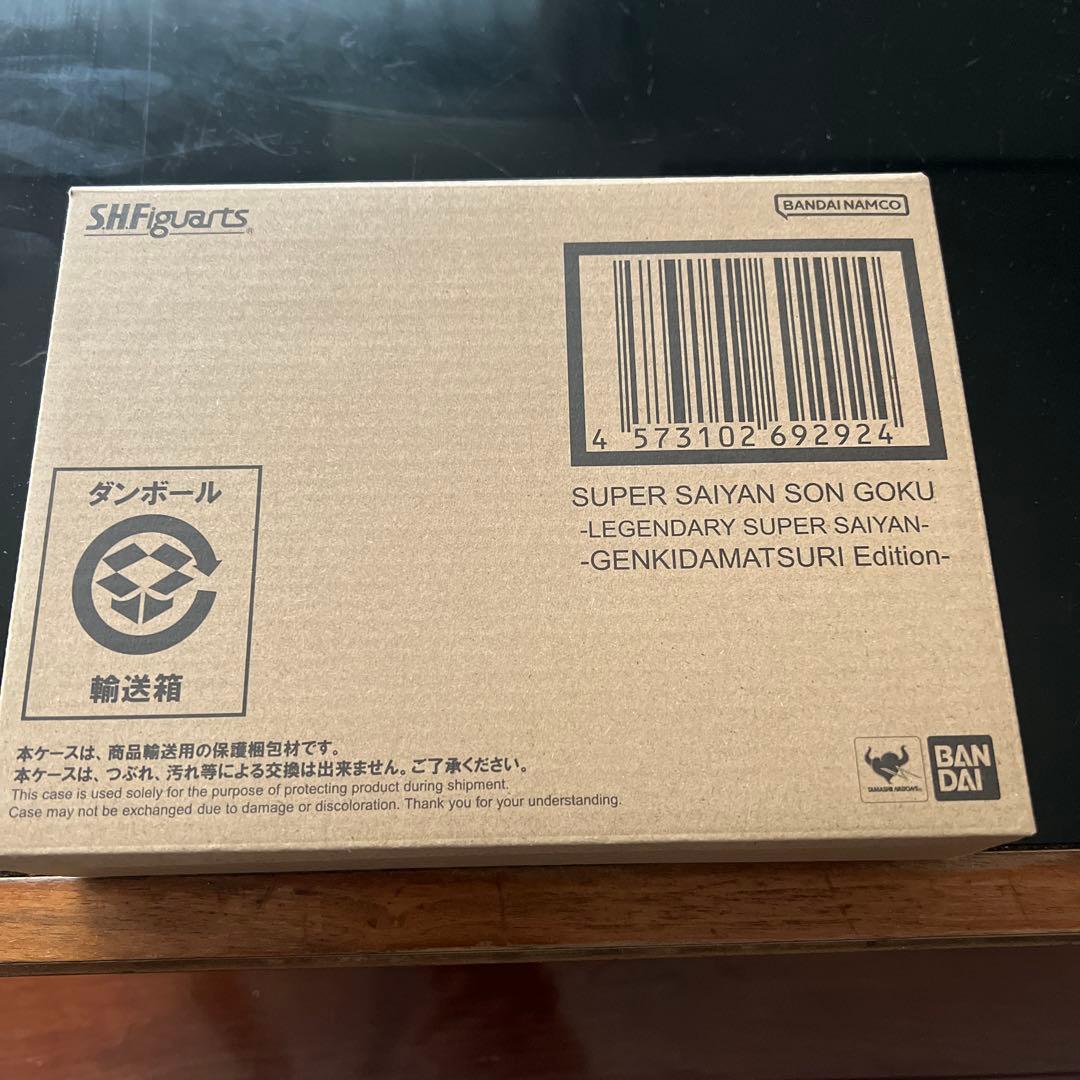 S.H.Figuarts®
BANDAI NAMCO
4 573102 692924
SUPER SAIYAN SON GOKU
-LEGENDARY SUPER SAIYAN-
-GENKIDAMATSURI Edition-
ダンボール
輸送箱
本ケースは、商品輸送用の保護梱包材です。
本ケースは、つぶれ、汚れ等による交換は出来ません。ご了承ください。
This case is used solely for the purpose of protecting product during shipment.
Case may not be exchanged due to damage or discoloration. Thank you for your understanding.
TAMASHII NATIONS
BAN
DAI